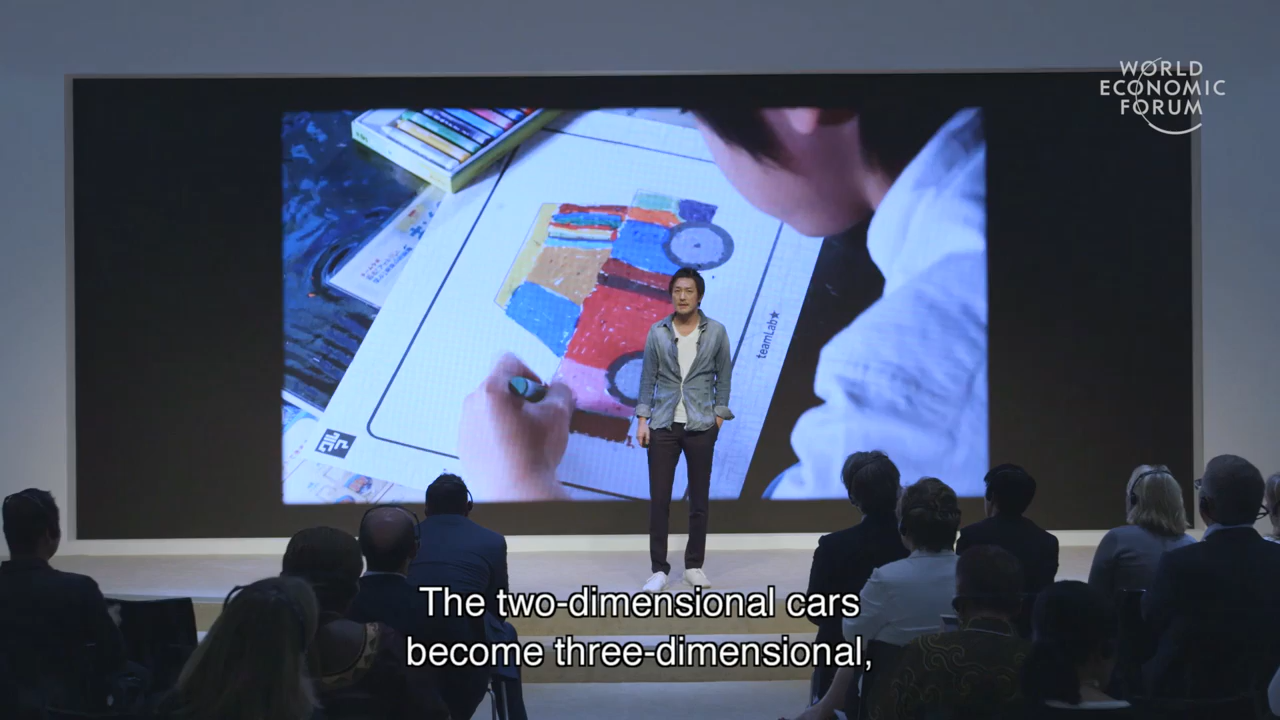 WORLD
ECONOMIC
FORUM
teamLab★
The two-dimensional cars
become three-dimensional,